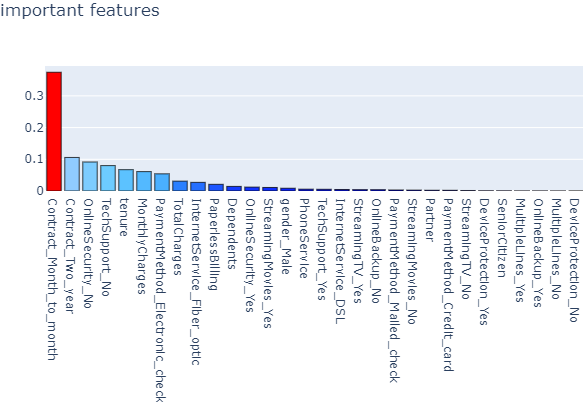 important features
0.3
0.2
0.1
0
Contract_Month_to_month
Contract_Two_year
OnlineSecurity_No
TechSupport_No
tenure
MonthlyCharges
PaymentMethod_Electronic_check
TotalCharges
InternetService_Fiber_optic
PaperlessBilling
Dependents
OnlineSecurity_Yes
StreamingMovies_Yes
gender_Male
PhoneService
TechSupport_Yes
InternetService_DSL
StreamingTV_Yes
OnlineBackup_No
PaymentMethod_Mailed_check
StreamingMovies_No
Partner
PaymentMethod_Credit_card
StreamingTV_No
DeviceProtection_Yes
SeniorCitizen
MultipleLines_Yes
OnlineBackup_Yes
MultipleLines_No
DeviceProtection_No